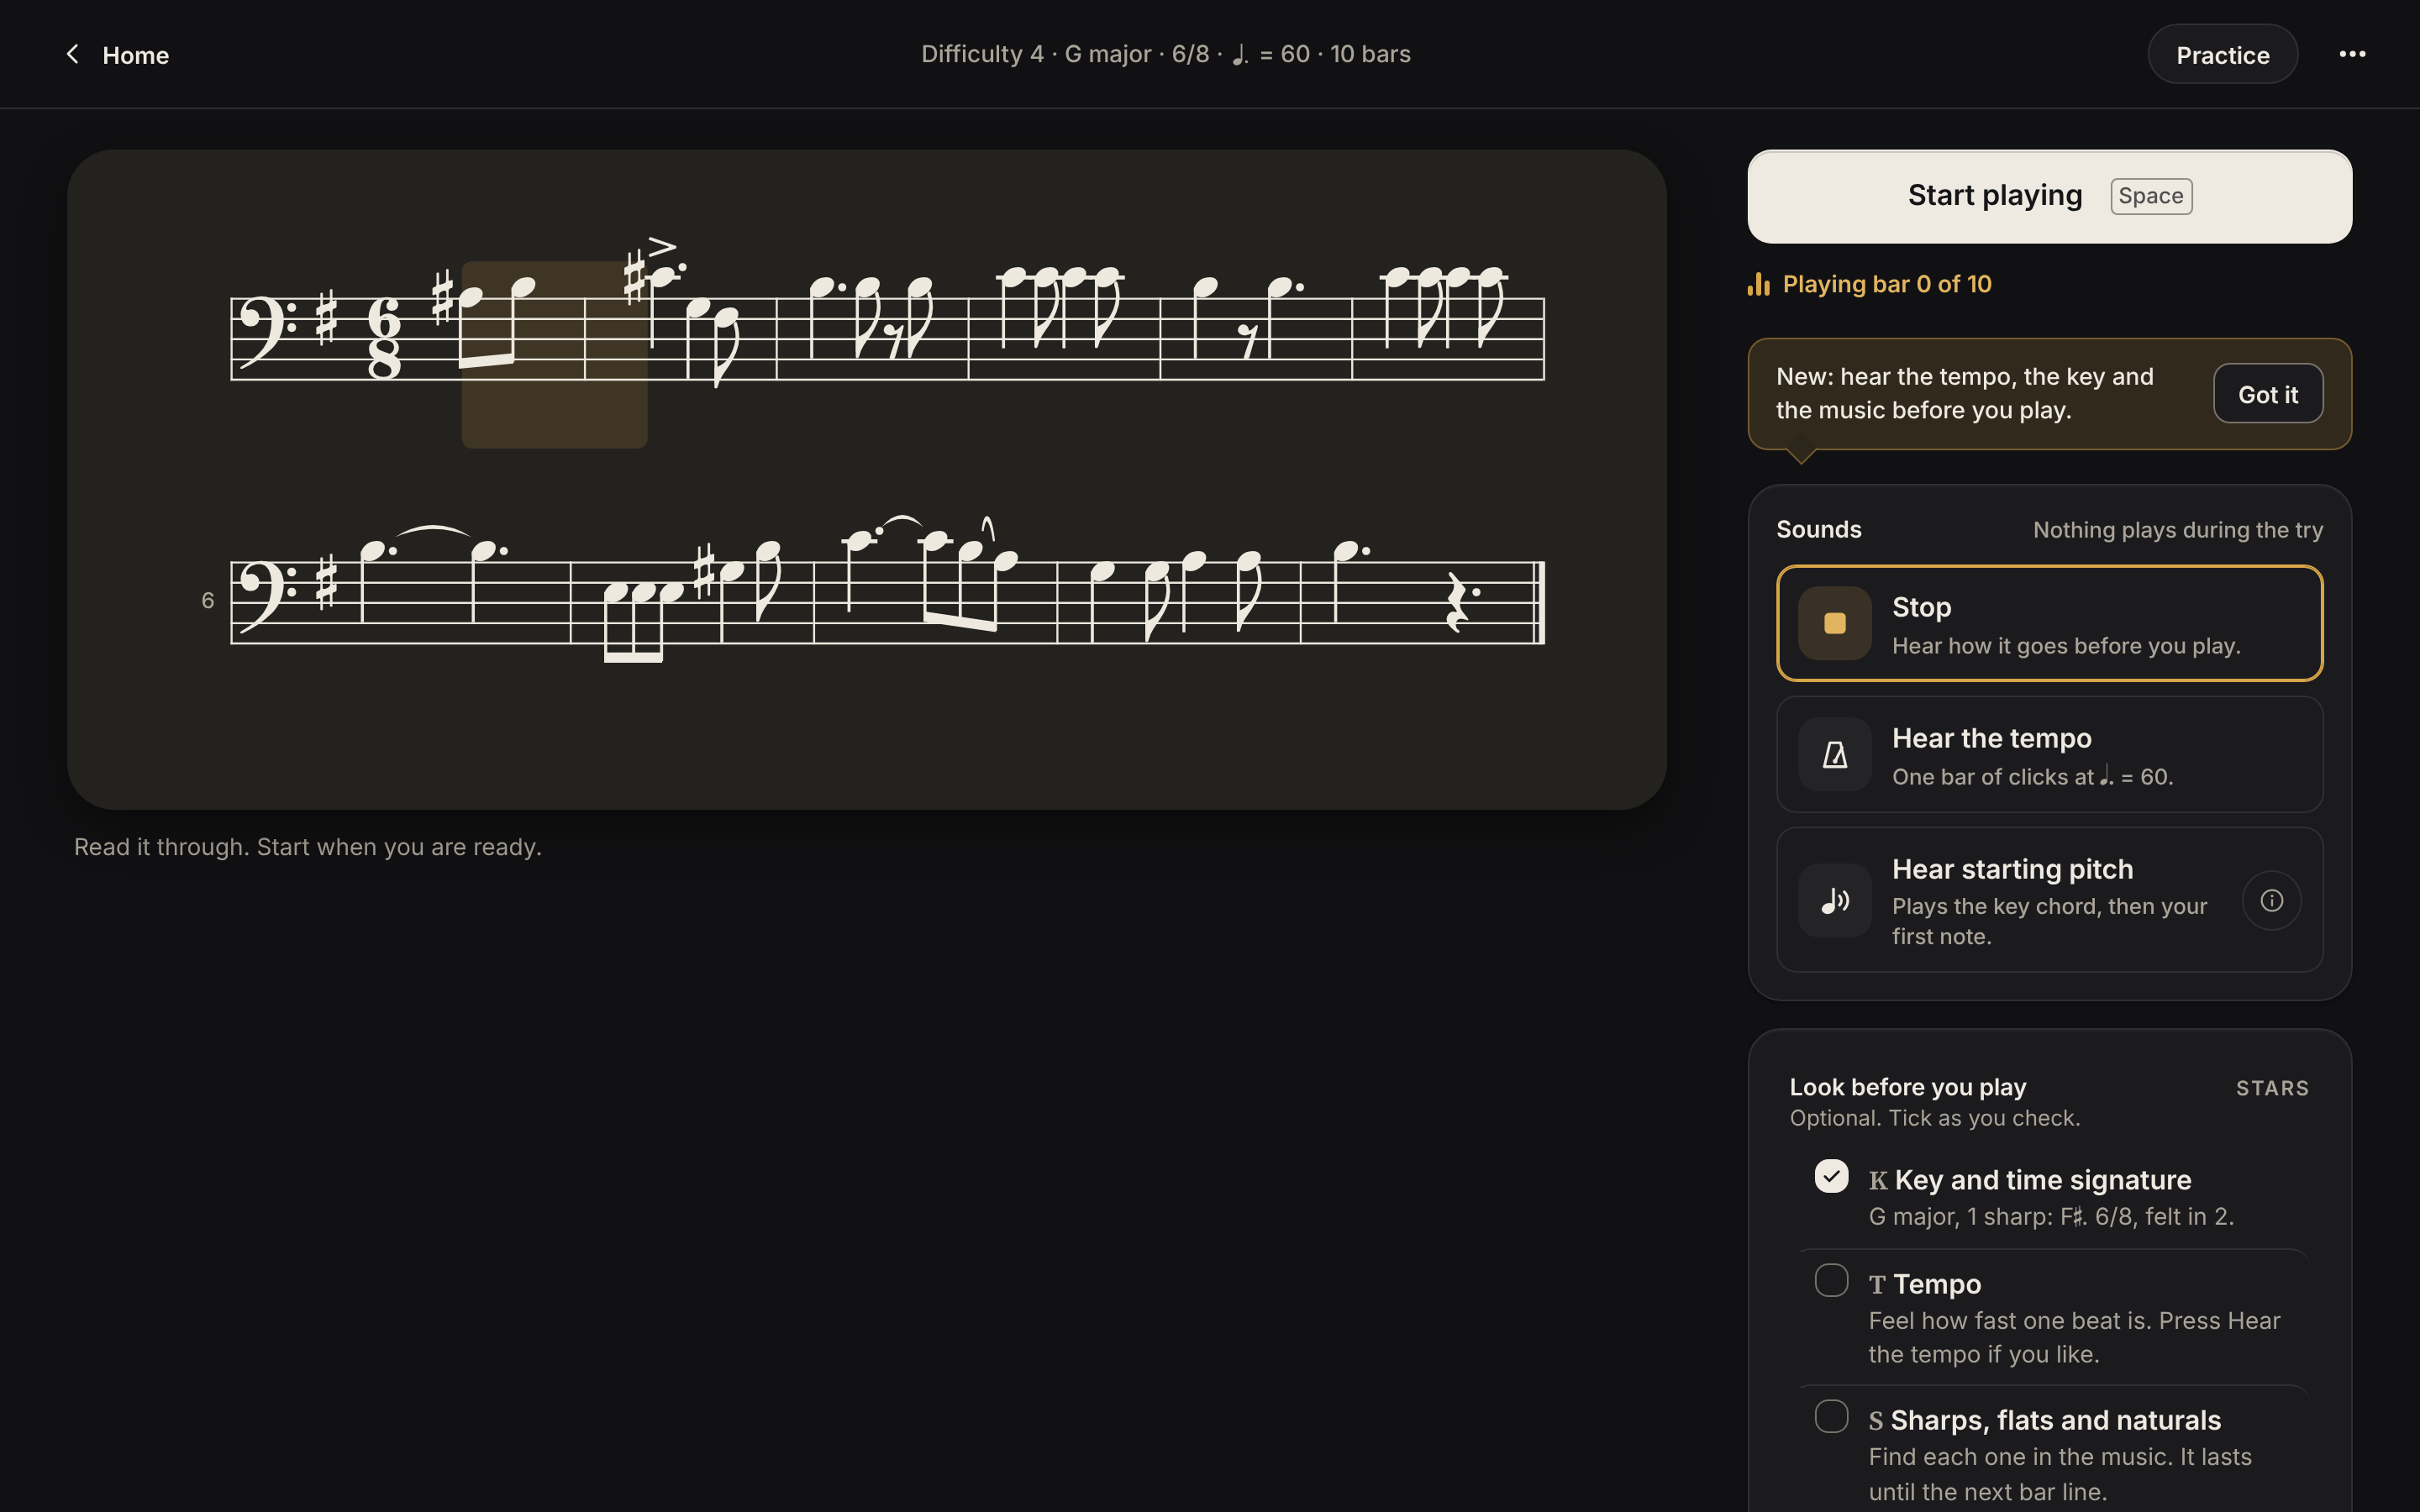 Home
Difficulty 4 · G major · 6/8 · ♩. = 60 · 10 bars
Practice
Start playing Space
Playing bar 0 of 10
New: hear the tempo, the key and
the music before you play.
Got it
6
8
6
Read it through. Start when you are ready.
Sounds
Nothing plays during the try
Stop
Hear how it goes before you play.
Hear the tempo
One bar of clicks at ♩. = 60.
Hear starting pitch
Plays the key chord, then your
first note.
Look before you play
STARS
Optional. Tick as you check.
K Key and time signature
G major, 1 sharp: F♯. 6/8, felt in 2.
T Tempo
Feel how fast one beat is. Press Hear
the tempo if you like.
S Sharps, flats and naturals
Find each one in the music. It lasts
until the next bar line.